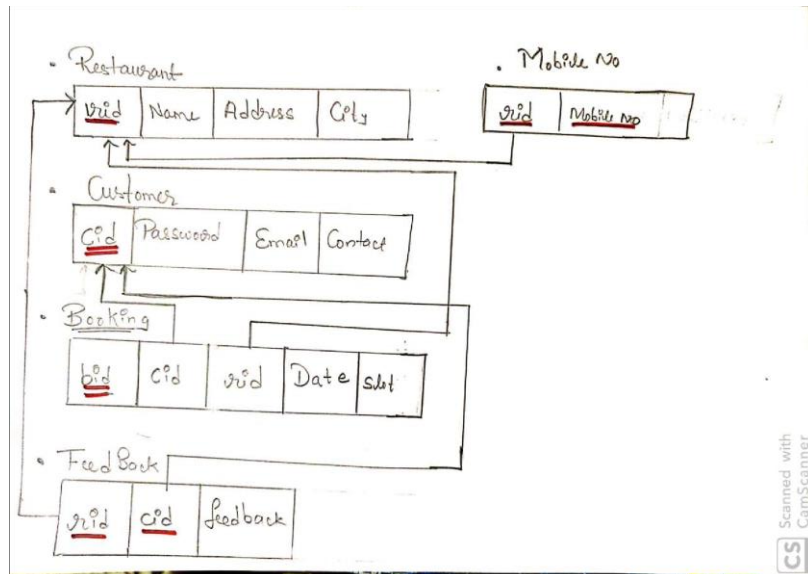 • Restaurant
rid Name Address City
• Mobile No
rid Mobile No
• Customer
Cid Password Email Contact
• Booking
bid cid rid Date Slot
• FeedBack
rid cid feedback
CS Scanned with
CamScanner